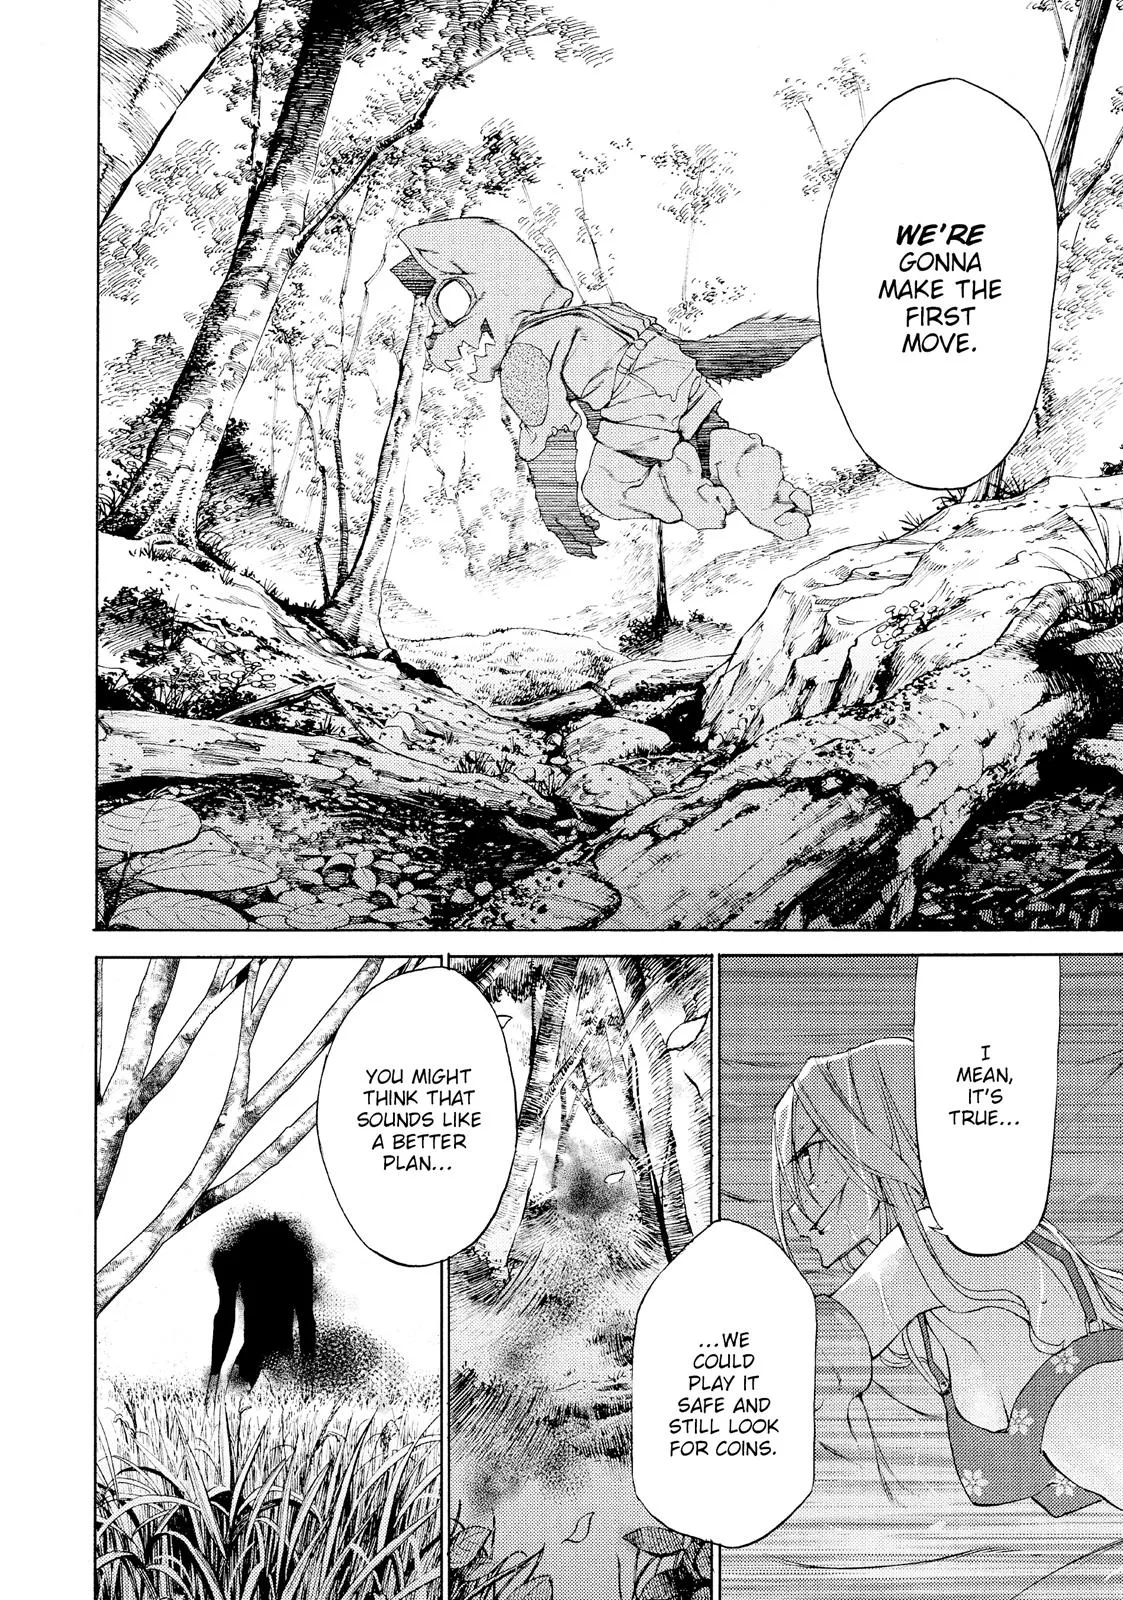 WE'RE
GONNA
MAKE THE
FIRST
MOVE.
I
MEAN,
IT'S
TRUE...
...WE
COULD
PLAY IT
SAFE AND
STILL LOOK
FOR COINS.
YOU MIGHT
THINK THAT
SOUNDS LIKE
A BETTER
PLAN...